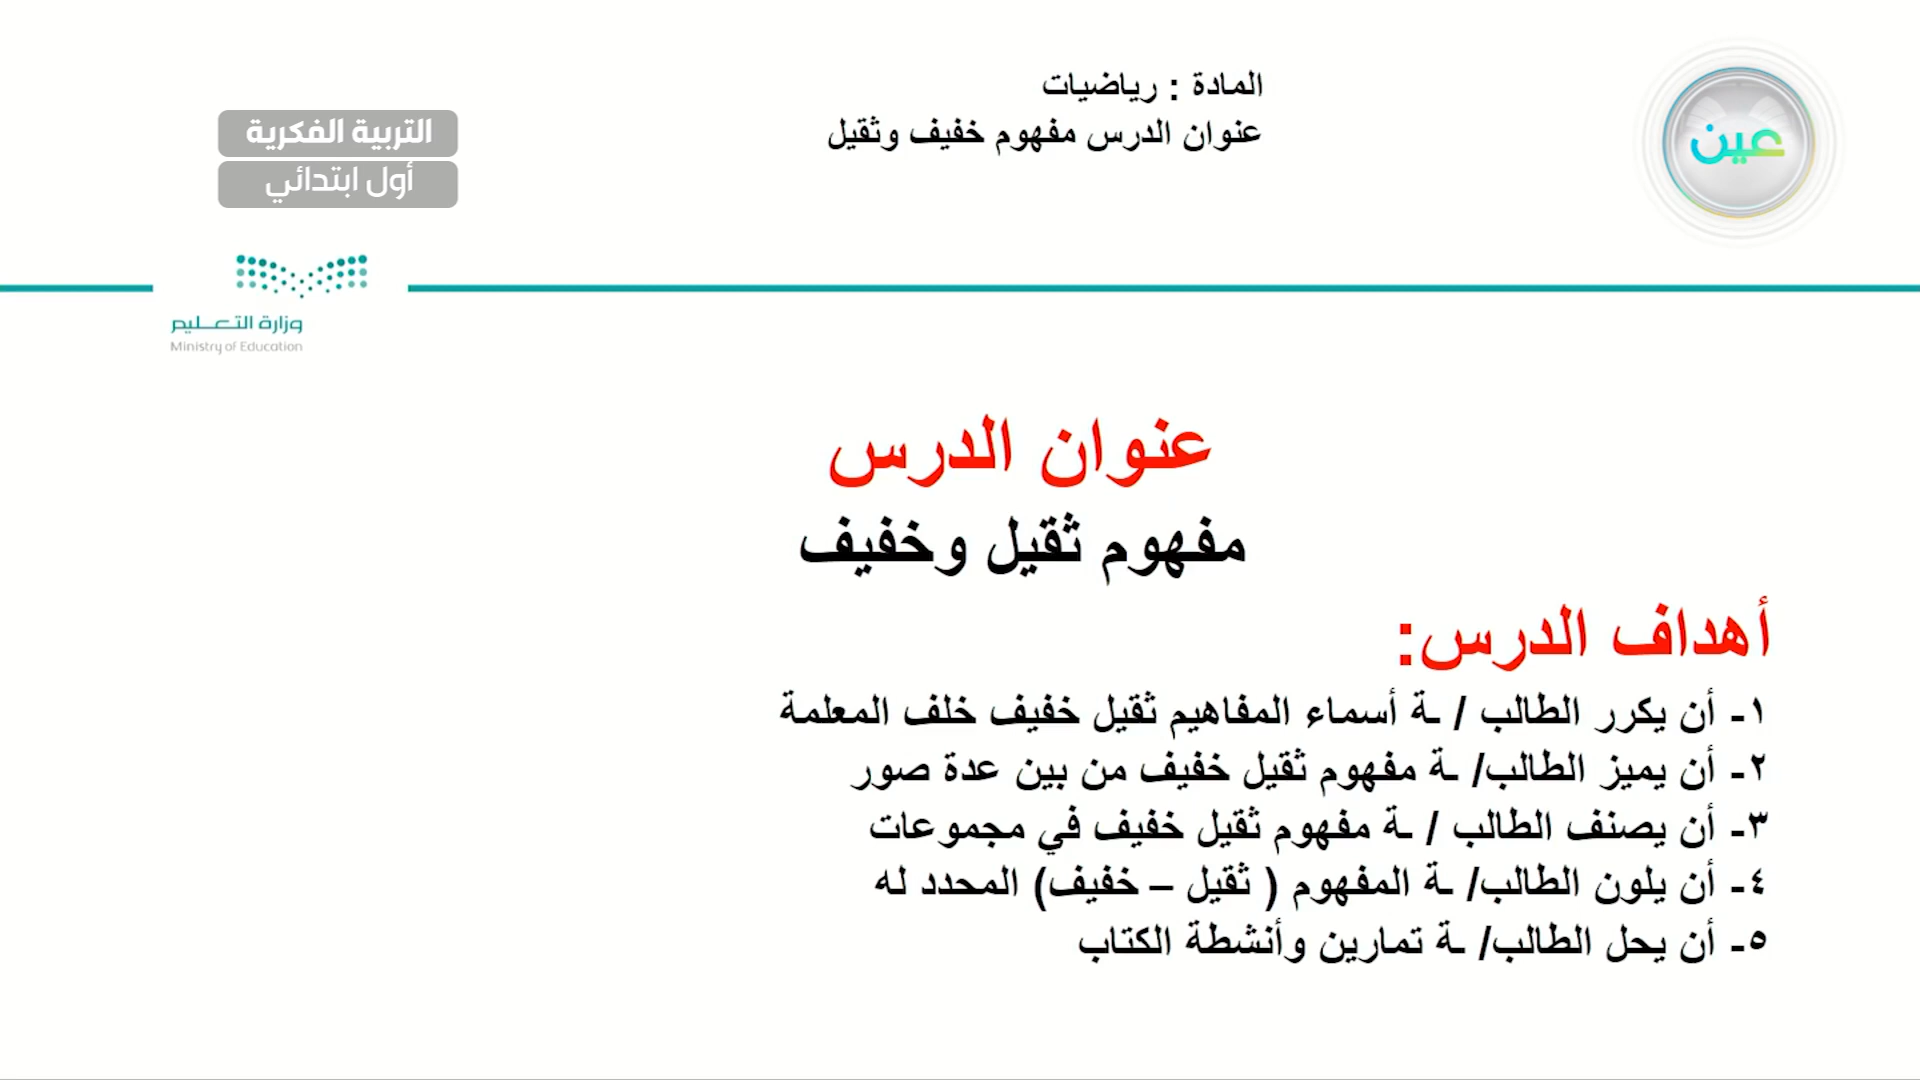 المادة : رياضيات
عنوان الدرس مفهوم خفيف وثقيل
عين
التربية الفكرية
أول ابتدائي
وزارة التعليم
Ministry of Education
عنوان الدرس
مفهوم ثقيل وخفيف
أهداف الدرس:
١- أن يكرر الطالب / ـة أسماء المفاهيم ثقيل خفيف خلف المعلمة
٢- أن يميز الطالب/ ـة مفهوم ثقيل خفيف من بين عدة صور
٣- أن يصنف الطالب / ـة مفهوم ثقيل خفيف في مجموعات
٤- أن يلون الطالب/ ـة المفهوم ( ثقيل – خفيف) المحدد له
٥- أن يحل الطالب/ ـة تمارين وأنشطة الكتاب